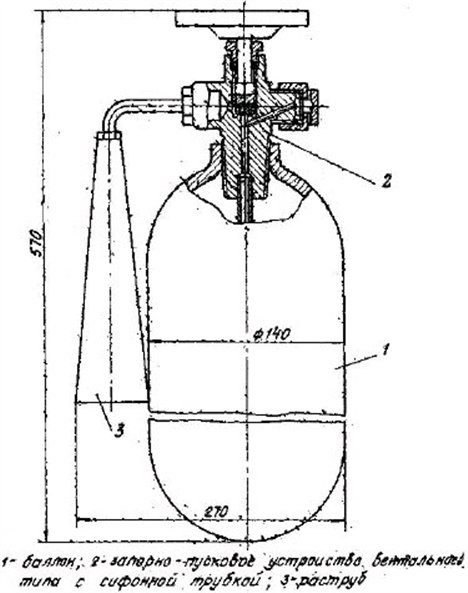 2
570
ф140
1
3
270
1- баллон; 2-запорно-пусковое устройство вентильного
типа с сифонной трубкой; 3-раструб